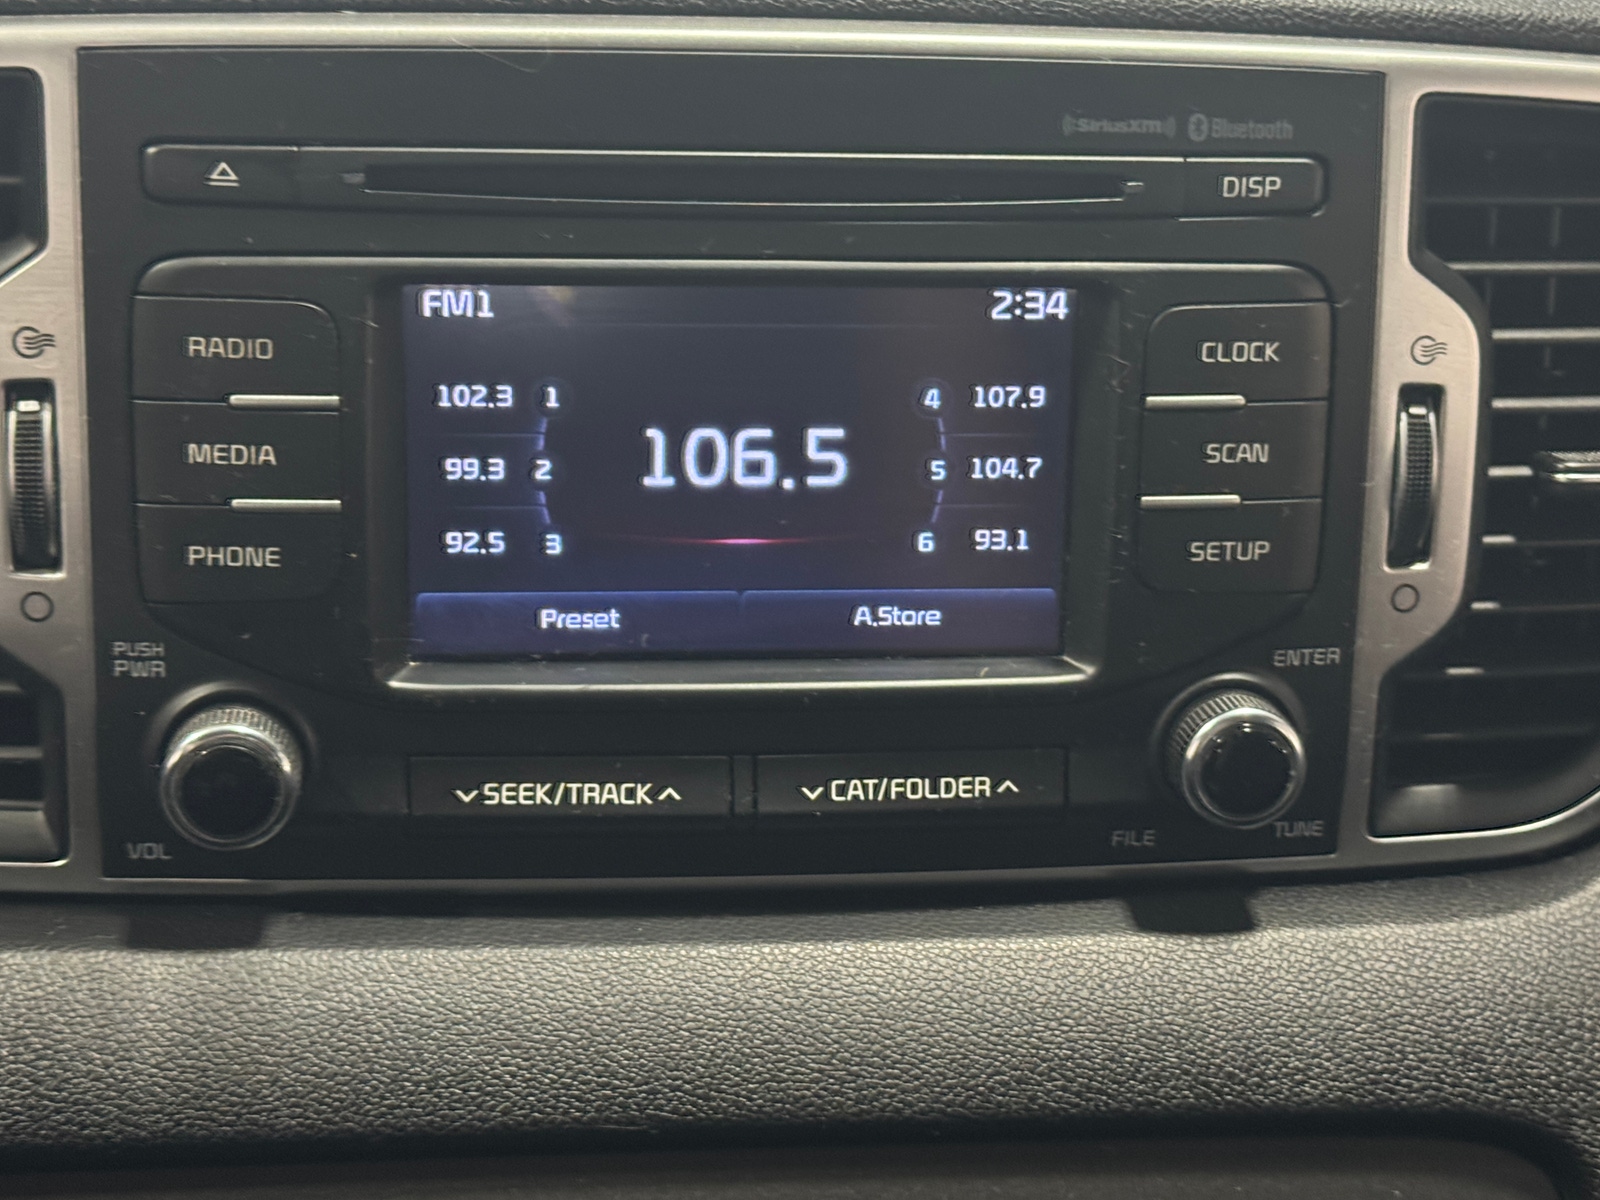 ((SiriusXM)) Bluetooth
DISP
FM1 2:34
RADIO
MEDIA
PHONE
102.3 1
99.3 2
92.5 3
106.5
4 107.9
5 104.7
6 93.1
Preset A.Store
CLOCK
SCAN
SETUP
PUSH
PWR
VOL
SEEK/TRACK
CAT/FOLDER
ENTER
FILE
TUNE